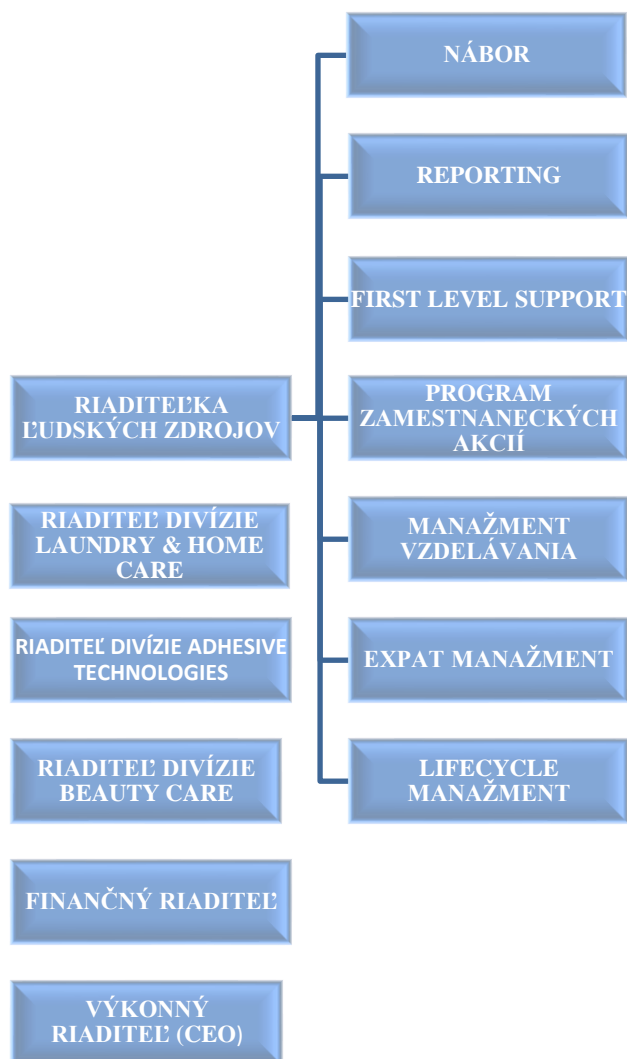 NÁBOR
REPORTING
FIRST LEVEL SUPPORT
RIADITEĽKA
ĽUDSKÝCH ZDROJOV
PROGRAM
ZAMESTNANECKÝCH
AKCIÍ
RIADITEĽ DIVÍZIE
LAUNDRY & HOME
CARE
MANAŽMENT
VZDELÁVANIA
RIADITEĽ DIVÍZIE ADHESIVE
TECHNOLOGIES
EXPAT MANAŽMENT
RIADITEĽ DIVÍZIE
BEAUTY CARE
LIFECYCLE
MANAŽMENT
FINANČNÝ RIADITEĽ
VÝKONNÝ
RIADITEĽ (CEO)